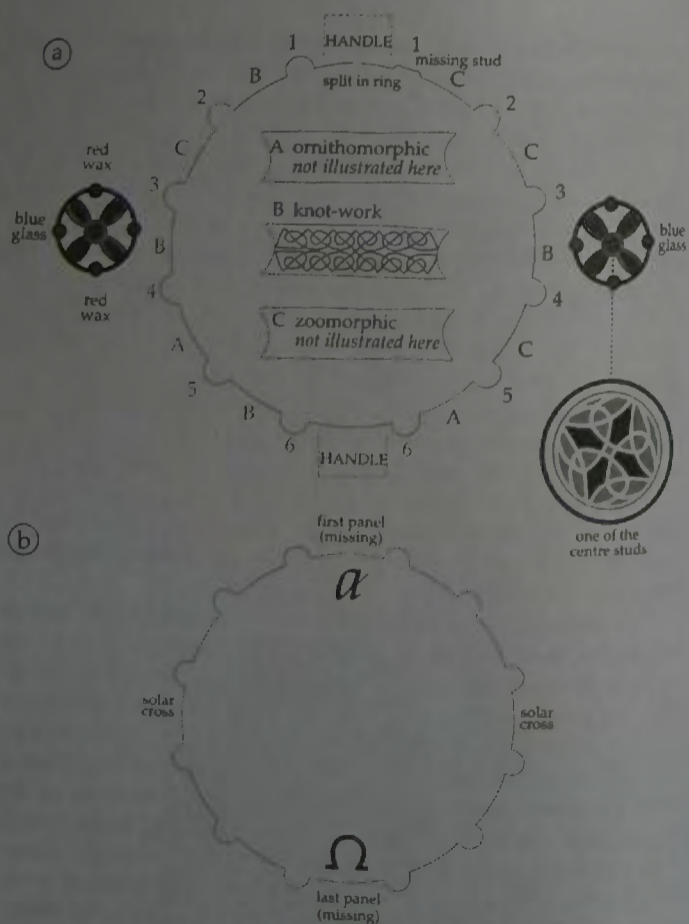 a
1
HANDLE
1
missing stud
B
split in ring
C
2
2
red
wax
C
A ornithomorphic
not illustrated here
C
3
3
blue
glass
B
B knot-work
B
blue
glass
red
wax
4
4
C zoomorphic
not illustrated here
A
C
5
5
B
A
6
HANDLE
6
one of the
centre studs
b
first panel
(missing)
a
solar
cross
solar
cross
Ω
last panel
(missing)